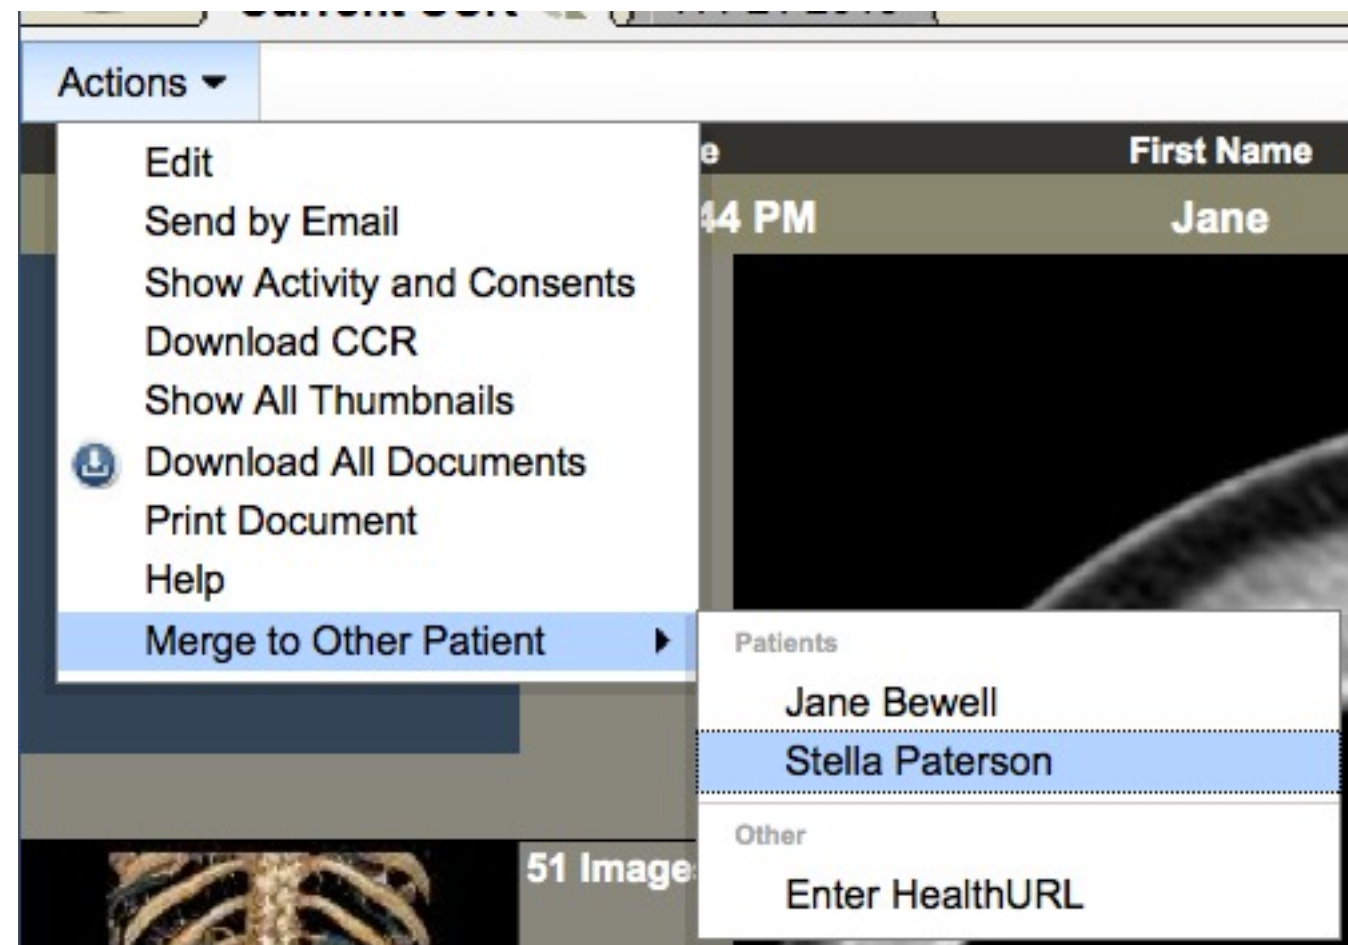 Current CCR
Actions
First Name
44 PM
Jane
Edit
Send by Email
Show Activity and Consents
Download CCR
Show All Thumbnails
Download All Documents
Print Document
Help
Merge to Other Patient
Patients
Jane Bewell
Stella Paterson
Other
Enter HealthURL
51 Image